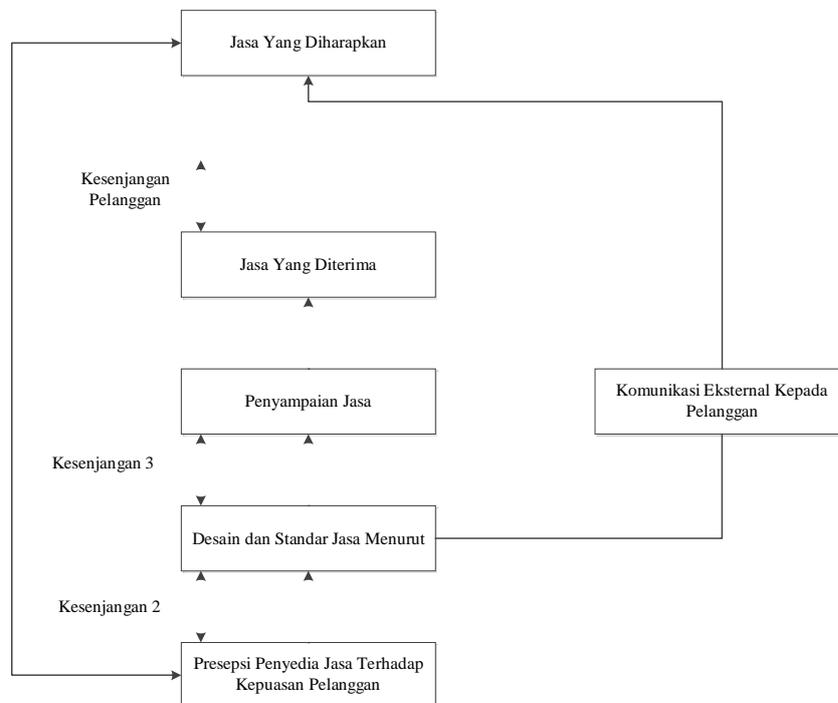 Jasa Yang Diharapkan
Kesenjangan
Pelanggan
Jasa Yang Diterima
Penyampaian Jasa
Komunikasi Eksternal Kepada
Pelanggan
Kesenjangan 3
Desain dan Standar Jasa Menurut
Kesenjangan 2
Presepsi Penyedia Jasa Terhadap
Kepuasan Pelanggan